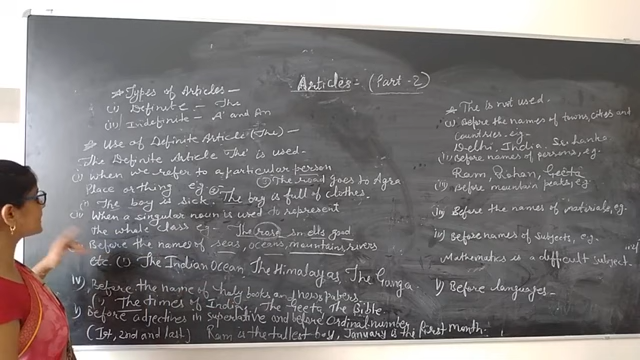 Articles - (Part-2)
Types of Articles -
(i) Definite - The
(ii) Indefinite - A' and An
Use of Definite Article (The) -
The Definite Article 'The' is used.
(i) When we refer to a particular person
Place or thing eg (i) The road goes to Agra
(ii) The boy is sick. The bag is full of clothes.
When a singular noun is used to represent
the whole class eg - The rose smells good
Before the name of seas, oceans, mountains, rivers
etc. (i) The Indian Ocean, The Himalayas, The Ganga.
iv) Before the name of holy books and newspapers
(i) The times of India, The Geeta, The Bible
v) Before adjectives in superlative and before Ordinal number
(Ist, 2nd and last) Ram is the tallest boy, January is the first month.
The is not used.
(i) Before the names of towns, cities and
countries. eg-
Delhi, India, Sri Lanka
(ii) Before names of persons, eg.
Ram, Rohan, Geeta
(iii) Before mountain peaks, eg.
Before the names of materials, eg.
Before names of subjects, eg.
Mathematics is a difficult subject.
v) Before languages -